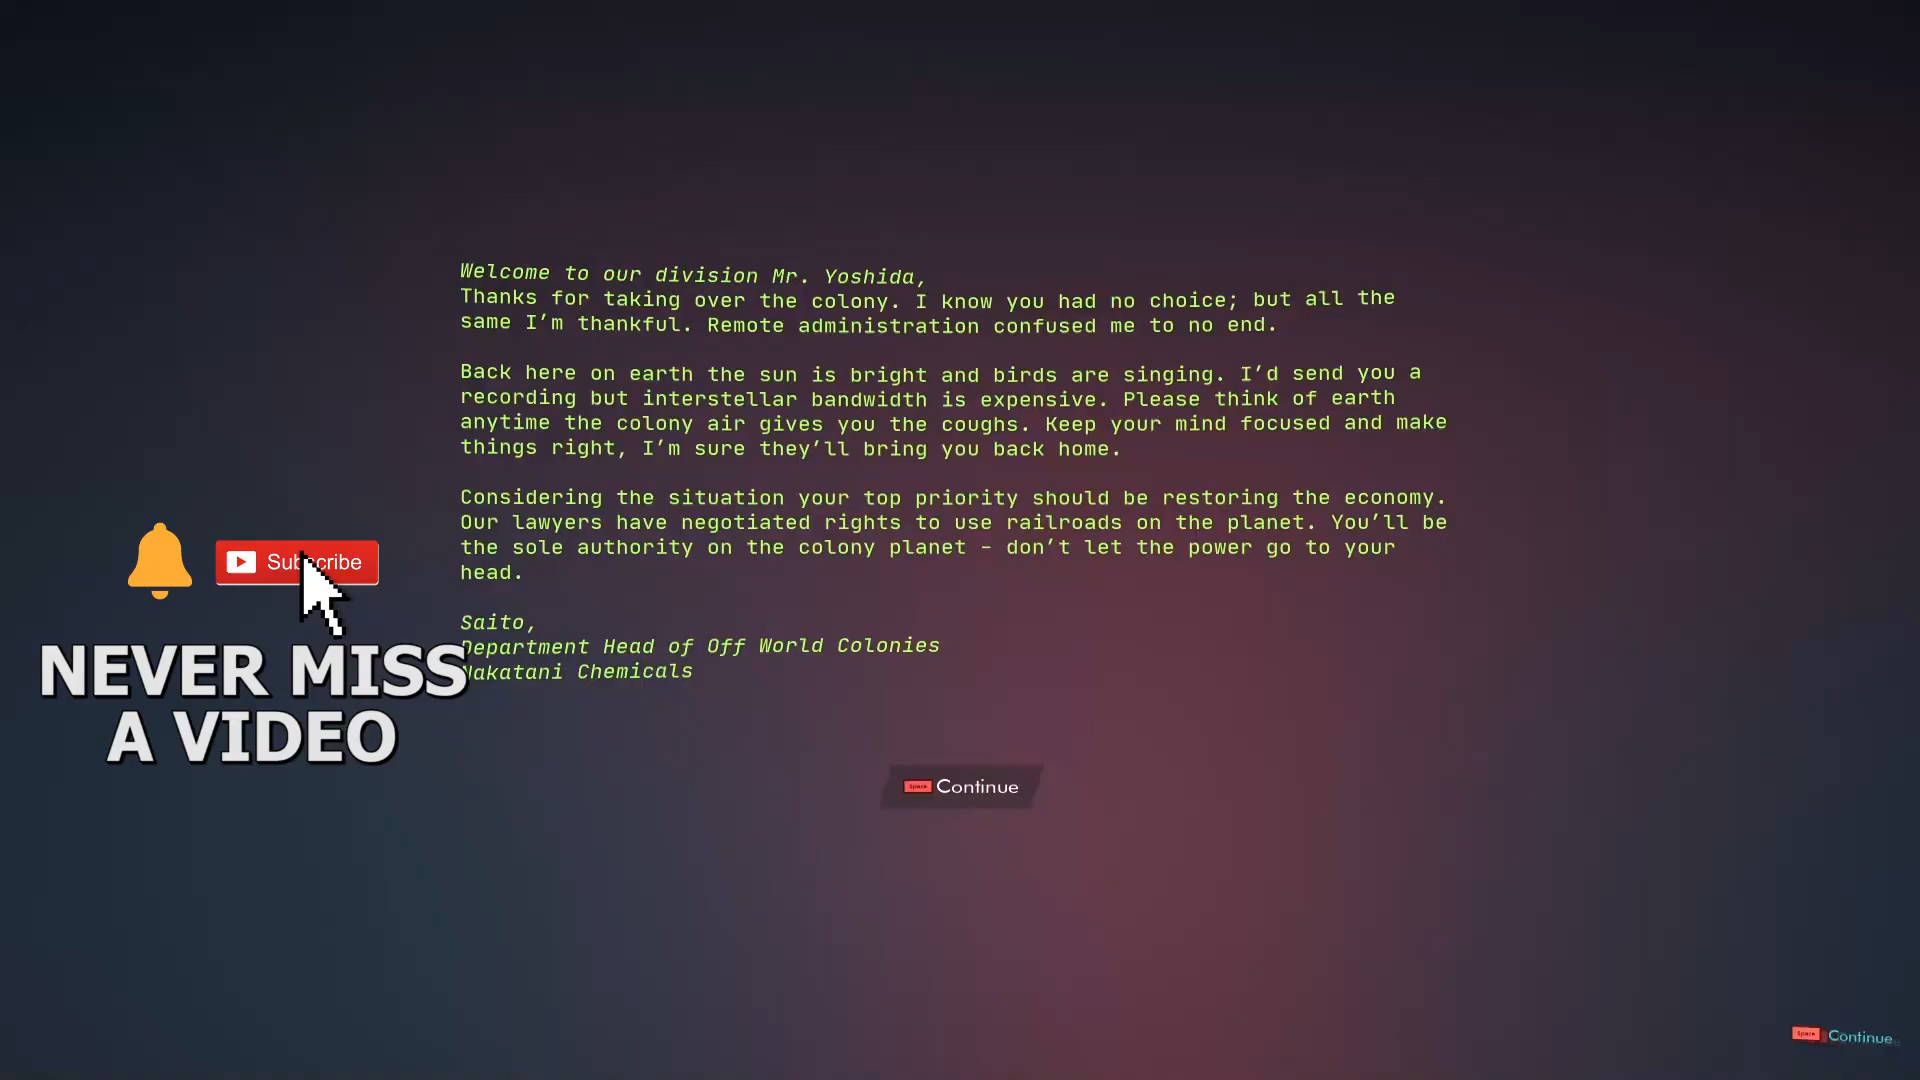 Welcome to our division Mr. Yoshida,
Thanks for taking over the colony. I know you had no choice; but all the
same I’m thankful. Remote administration confused me to no end.
Back here on earth the sun is bright and birds are singing. I’d send you a
recording but interstellar bandwidth is expensive. Please think of earth
anytime the colony air gives you the coughs. Keep your mind focused and make
things right, I’m sure they’ll bring you back home.
Considering the situation your top priority should be restoring the economy.
Our lawyers have negotiated rights to use railroads on the planet. You’ll be
the sole authority on the colony planet – don’t let the power go to your
head.
Saito,
Department Head of Off World Colonies
Nakatani Chemicals
Subscribe
NEVER MISS
A VIDEO
Space Continue
Space Continue